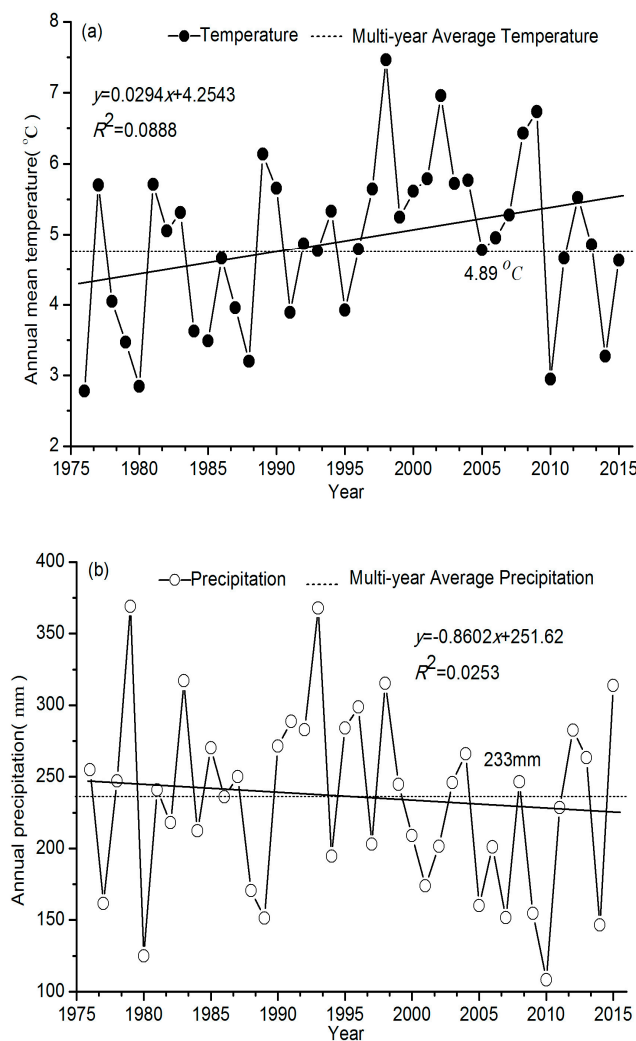 (a) Temperature Multi-year Average Temperature
y=0.0294x+4.2543
R²=0.0888
4.89 °C
Annual mean temperature( °C)
8
7
6
5
4
3
2
1975 1980 1985 1990 1995 2000 2005 2010 2015
Year
(b) Precipitation Multi-year Average Precipitation
y=-0.8602x+251.62
R²=0.0253
233mm
Annual precipitation( mm)
400
350
300
250
200
150
100
1975 1980 1985 1990 1995 2000 2005 2010 2015
Year